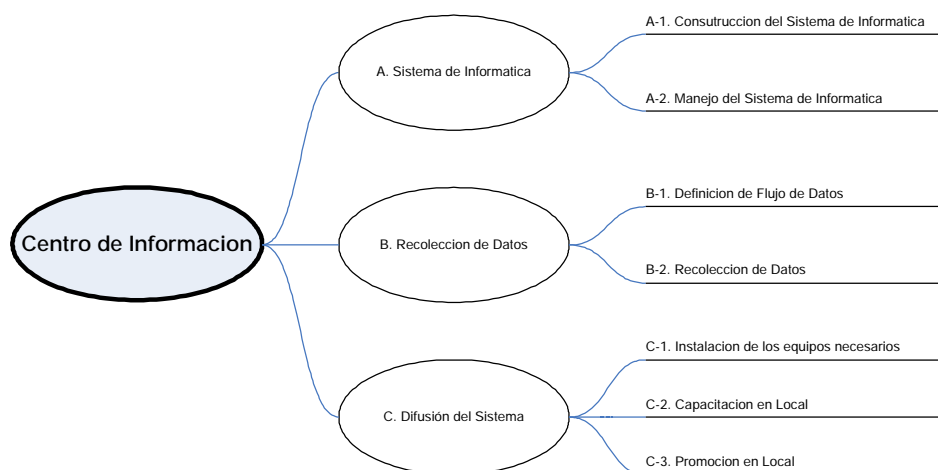 Centro de Informacion
A. Sistema de Informatica
A-1. Consutruccion del Sistema de Informatica
A-2. Manejo del Sistema de Informatica
B. Recoleccion de Datos
B-1. Definicion de Flujo de Datos
B-2. Recoleccion de Datos
C. Difusión del Sistema
C-1. Instalacion de los equipos necesarios
C-2. Capacitacion en Local
C-3. Promocion en Local